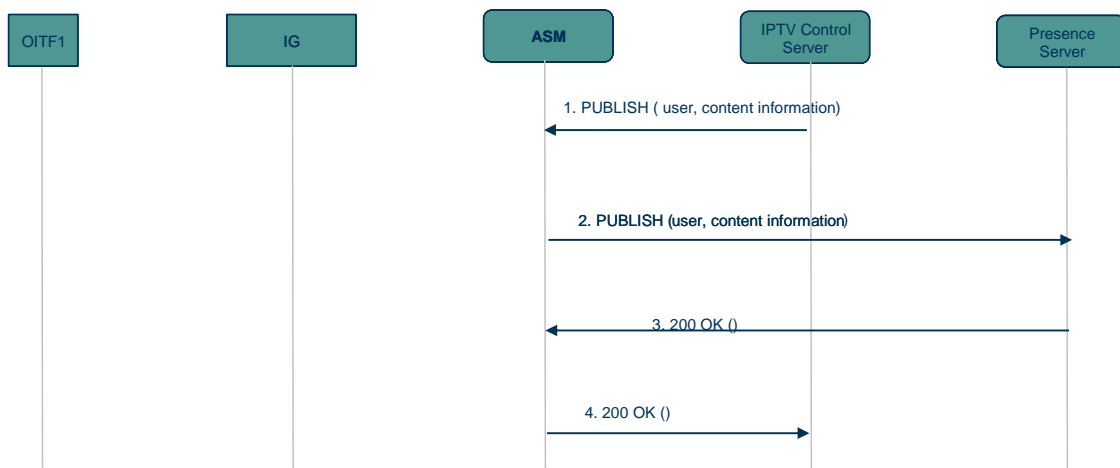 OITF1
IG
ASM
IPTV Control
Server
Presence
Server
1. PUBLISH ( user, content information)
2. PUBLISH (user, content information)
3. 200 OK ()
4. 200 OK ()